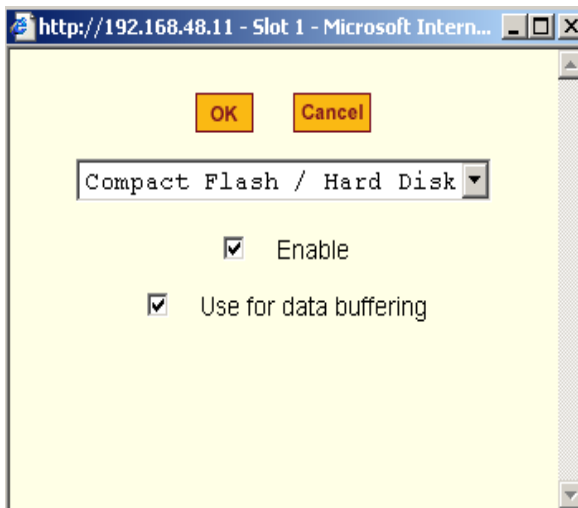 http://192.168.48.11 - Slot 1 - Microsoft Intern...
OK Cancel
Compact Flash / Hard Disk
Enable
Use for data buffering